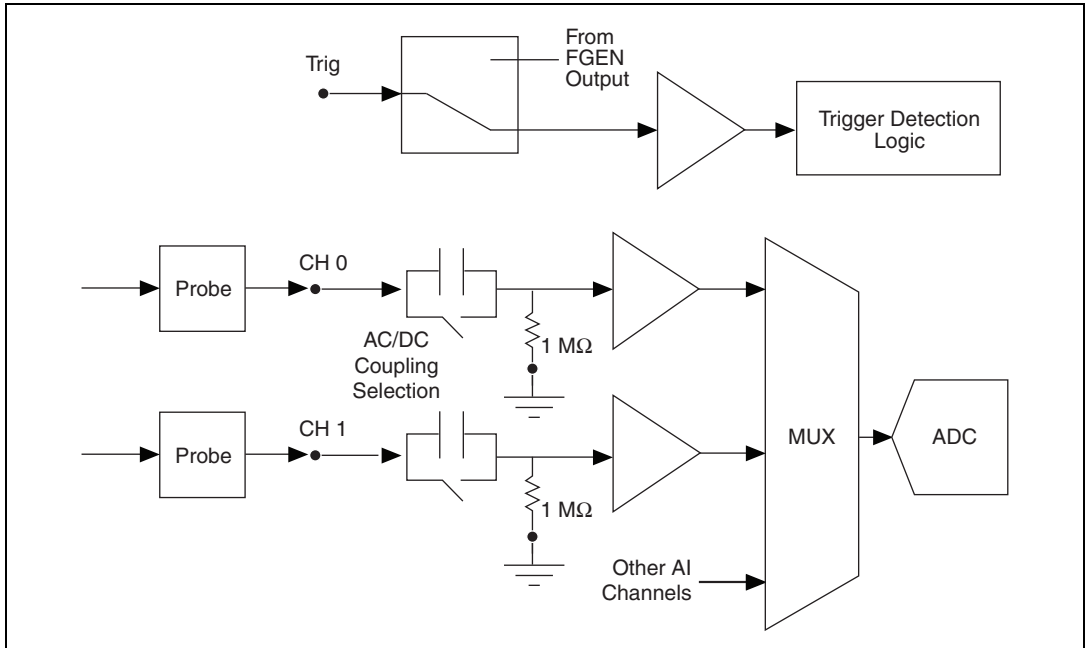 From
FGEN
Output
Trig
Trigger Detection
Logic
Probe
CH 0
AC/DC
Coupling
Selection
1 MΩ
Probe
CH 1
1 MΩ
MUX
ADC
Other AI
Channels